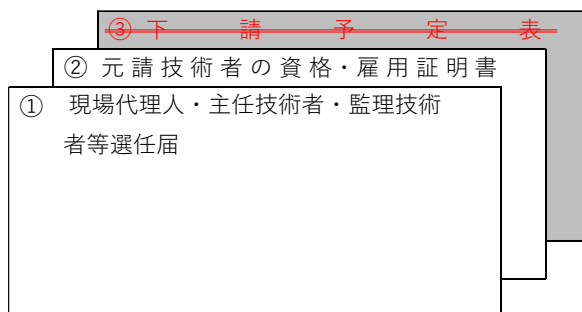 ③下請予定表
②元請技術者の資格・雇用証明書
① 現場代理人・主任技術者・監理技術
者等選任届